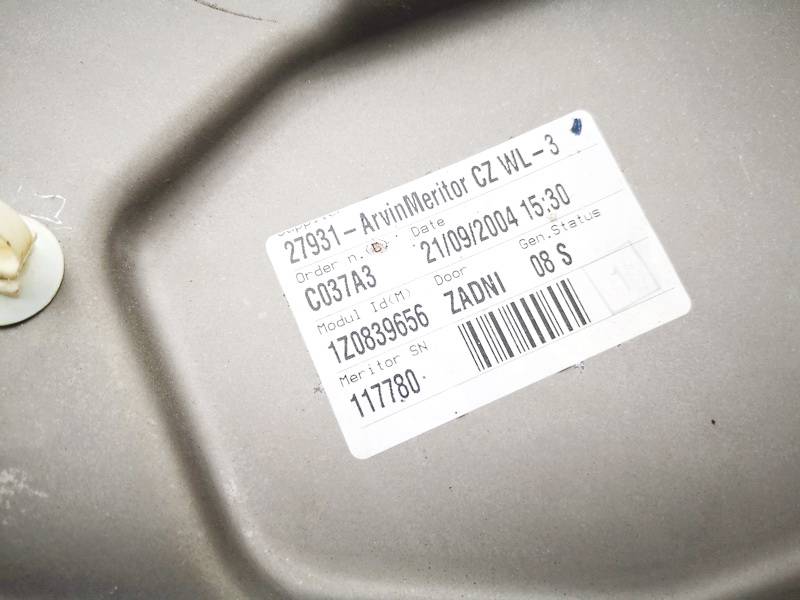 Supplier
27931-ArvinMeritor CZ WL-3
Order n.(M) Date
C037A3 21/09/2004 15:30
Modul Id(M) Door Gen.Status
1Z0839656 ZADNI 08 S
Meritor SN
117780